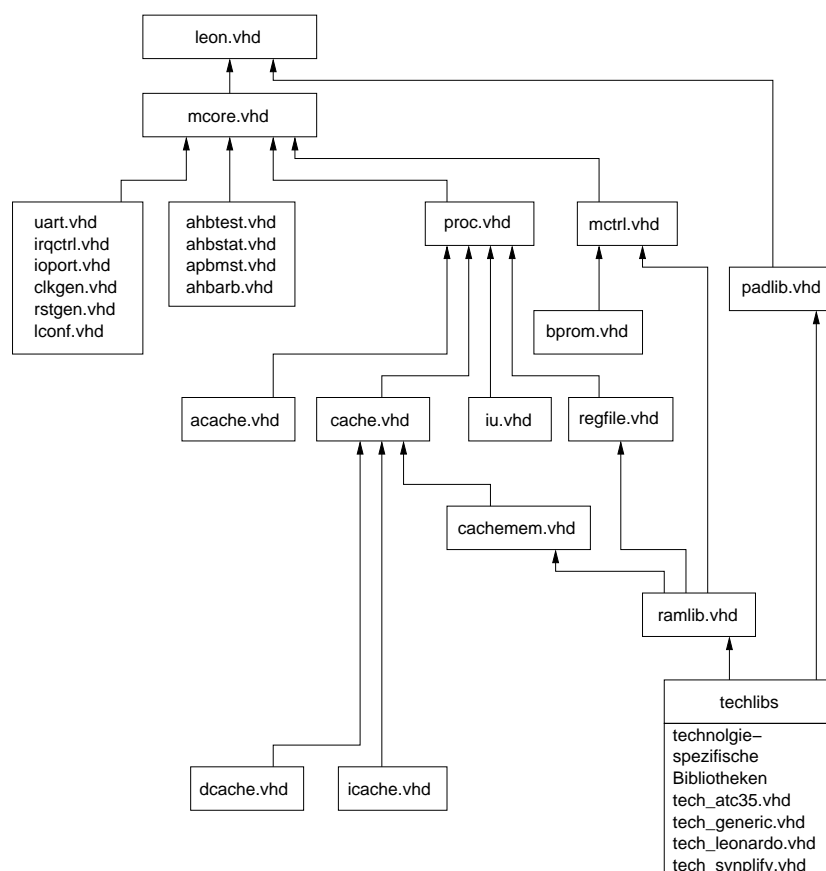 leon.vhd
mcore.vhd
uart.vhd
irqctrl.vhd
ioport.vhd
clkgen.vhd
rstgen.vhd
lconf.vhd
ahbtest.vhd
ahbstat.vhd
apbmst.vhd
ahbarb.vhd
proc.vhd
mctrl.vhd
padlib.vhd
bprom.vhd
acache.vhd
cache.vhd
iu.vhd
regfile.vhd
cachemem.vhd
ramlib.vhd
dcache.vhd
icache.vhd
techlibs
technolgie–
spezifische
Bibliotheken
tech_atc35.vhd
tech_generic.vhd
tech_leonardo.vhd
tech_synplify.vhd